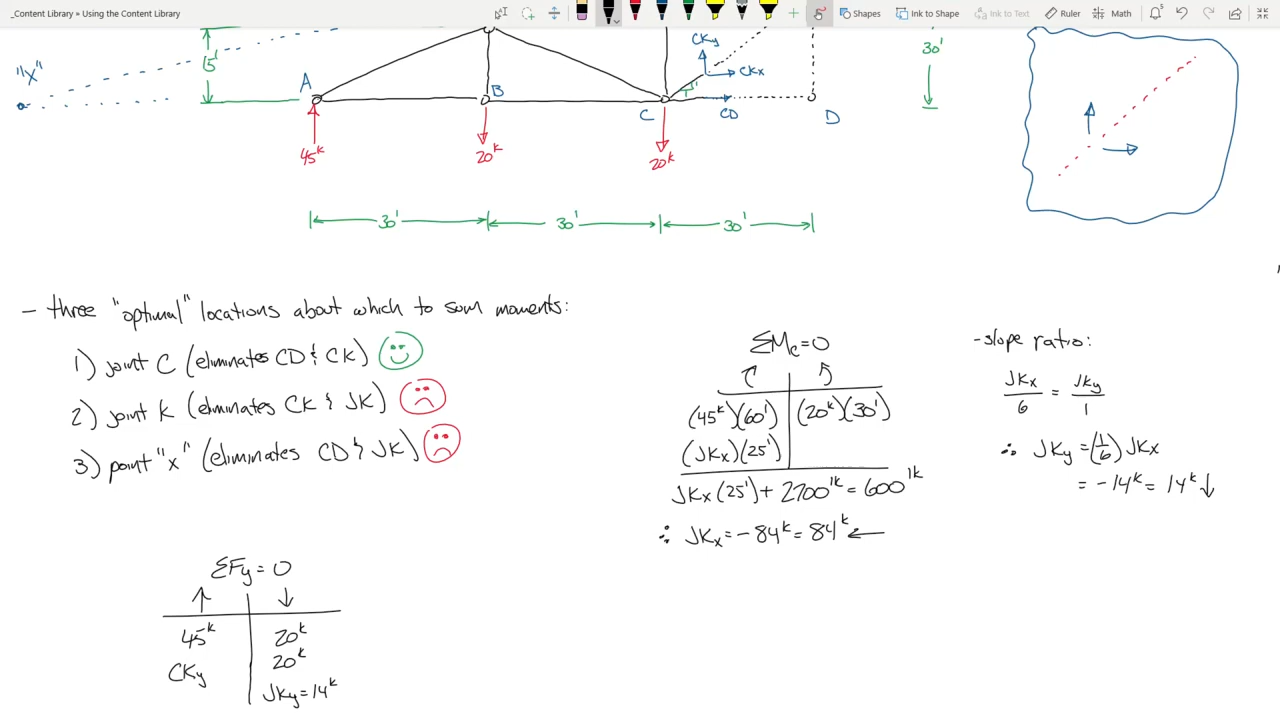 _Content Library » Using the Content Library
Shapes
Ink to Shape
Ink to Text
Ruler
Math
15'
"X"
A
B
C
D
CKy
CKx
CD
30'
45k
20k
20k
30'
30'
30'
- three "optimal" locations about which to sum moments:
1) joint C (eliminates CD & CK)
2) joint K (eliminates CK & JK)
3) point "x" (eliminates CD & JK)
ΣMc=0
(45k)(60') (20k)(30')
(JKx)(25')
JKx(25') + 2700'k = 600'k
∴ JKx = -84k = 84k ←
-slope ratio:
JKx/6 = JKy/1
∴ JKy = (1/6) JKx
= -14k = 14k ↓
ΣFy = 0
↑ ↓
45k 20k
CKy 20k
JKy = 14k